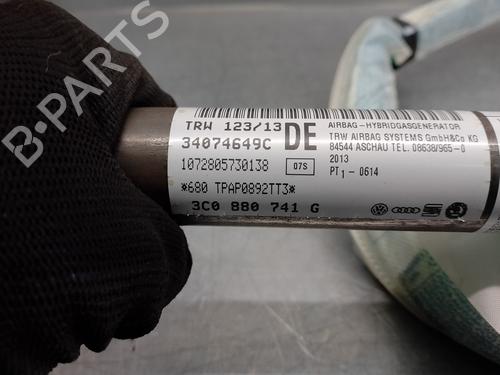 TRW 123/13
34074649C
DE
1072805730138
07S
*680 TPAP0892TT3*
3C0 880 741 G
AIRBAG-HYBRIDGASGENERATOR
TRW AIRBAG SYSTEMS GmbH&Co KG
84544 ASCHAU TEL. 08638/965-0
2013
PT1-0614
B-PARTS